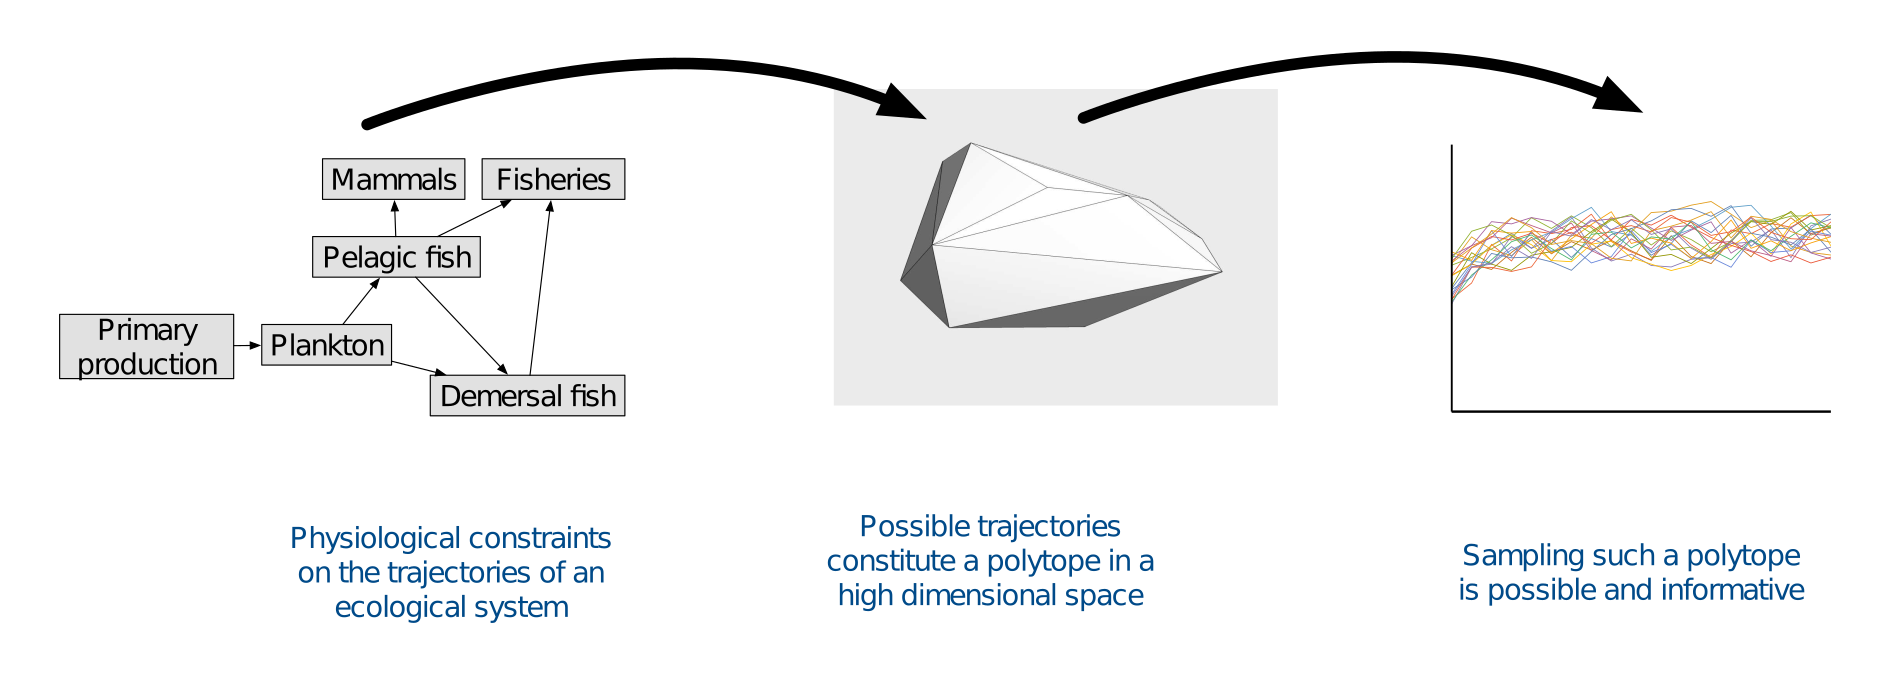 Mammals
Fisheries
Pelagic fish
Primary
production
Plankton
Demersal fish
Physiological constraints
on the trajectories of an
ecological system
Possible trajectories
constitute a polytope in a
high dimensional space
Sampling such a polytope
is possible and informative